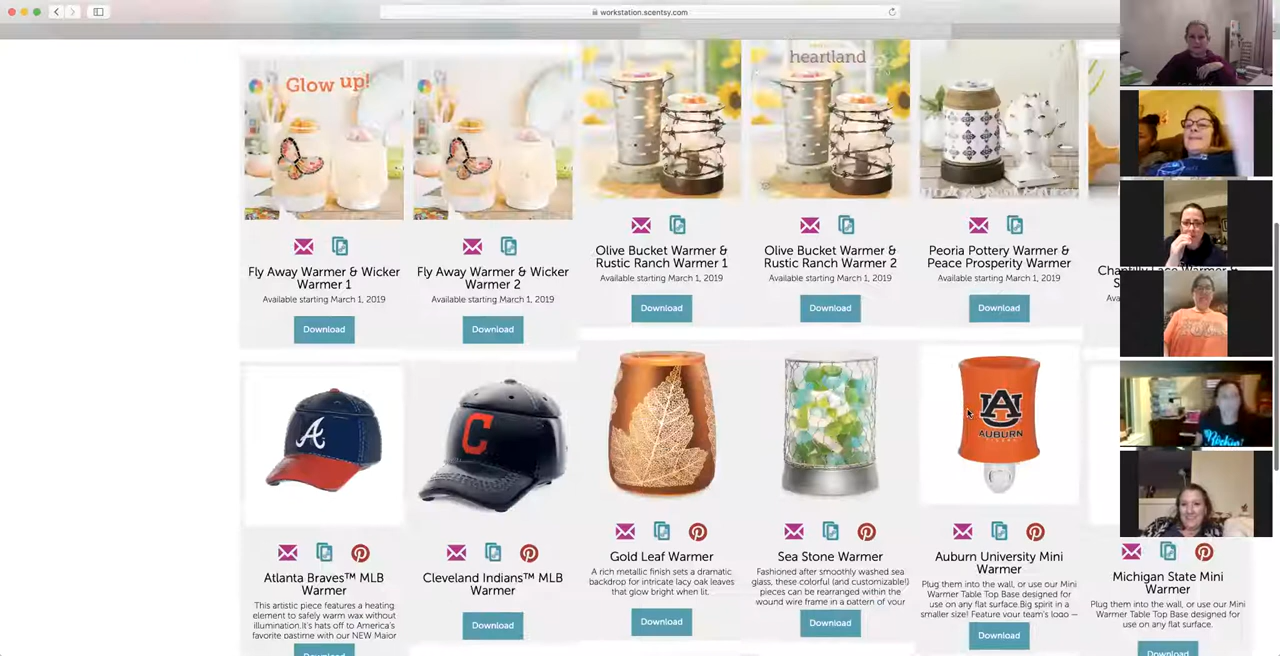 workstation.scentsy.com
Glow up!
heartland
Fly Away Warmer & Wicker
Warmer 1
Available starting March 1, 2019
Download
Fly Away Warmer & Wicker
Warmer 2
Available starting March 1, 2019
Download
Olive Bucket Warmer &
Rustic Ranch Warmer 1
Available starting March 1, 2019
Download
Olive Bucket Warmer &
Rustic Ranch Warmer 2
Available starting March 1, 2019
Download
Peoria Pottery Warmer &
Peace Prosperity Warmer
Available starting March 1, 2019
Download
Chantilly Lace Warmer &
A
C
AU
AUBURN
Atlanta Braves™ MLB
Warmer
This artistic piece features a heating
element to safely warm wax without
illumination.It's hats off to America's
favorite pastime with our NEW Major
Download
Cleveland Indians™ MLB
Warmer
Download
Gold Leaf Warmer
A rich metallic finish sets a dramatic
backdrop for intricate lacy oak leaves
that glow bright when lit.
Download
Sea Stone Warmer
Fashioned after smoothly washed sea
glass, these colorful (and customizable!)
pieces can be rearranged within the
wound wire frame in a pattern of your
Download
Auburn University Mini
Warmer
Plug them into the wall, or use our Mini
Warmer Table Top Base designed for
use on any flat surface.Big spirit in a
smaller size! Feature your team's logo —
Download
Michigan State Mini
Warmer
Plug them into the wall, or use our Mini
Warmer Table Top Base designed for
use on any flat surface.
Download
Rockin'